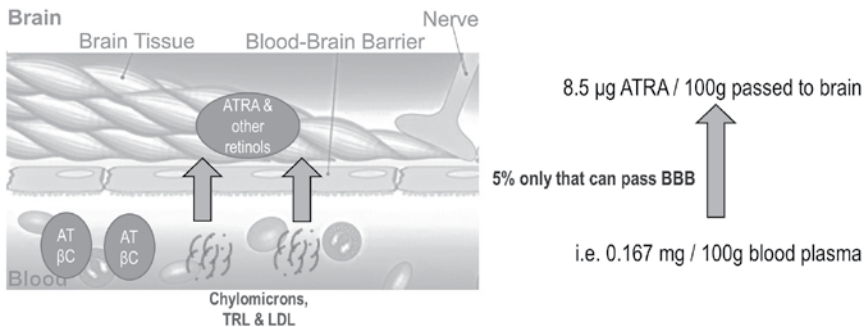 Brain
Brain Tissue
Blood-Brain Barrier
Nerve
ATRA &
other
retinols
AT
βC
AT
βC
Blood
Chylomicrons,
TRL & LDL
8.5 µg ATRA / 100g passed to brain
5% only that can pass BBB
i.e. 0.167 mg / 100g blood plasma